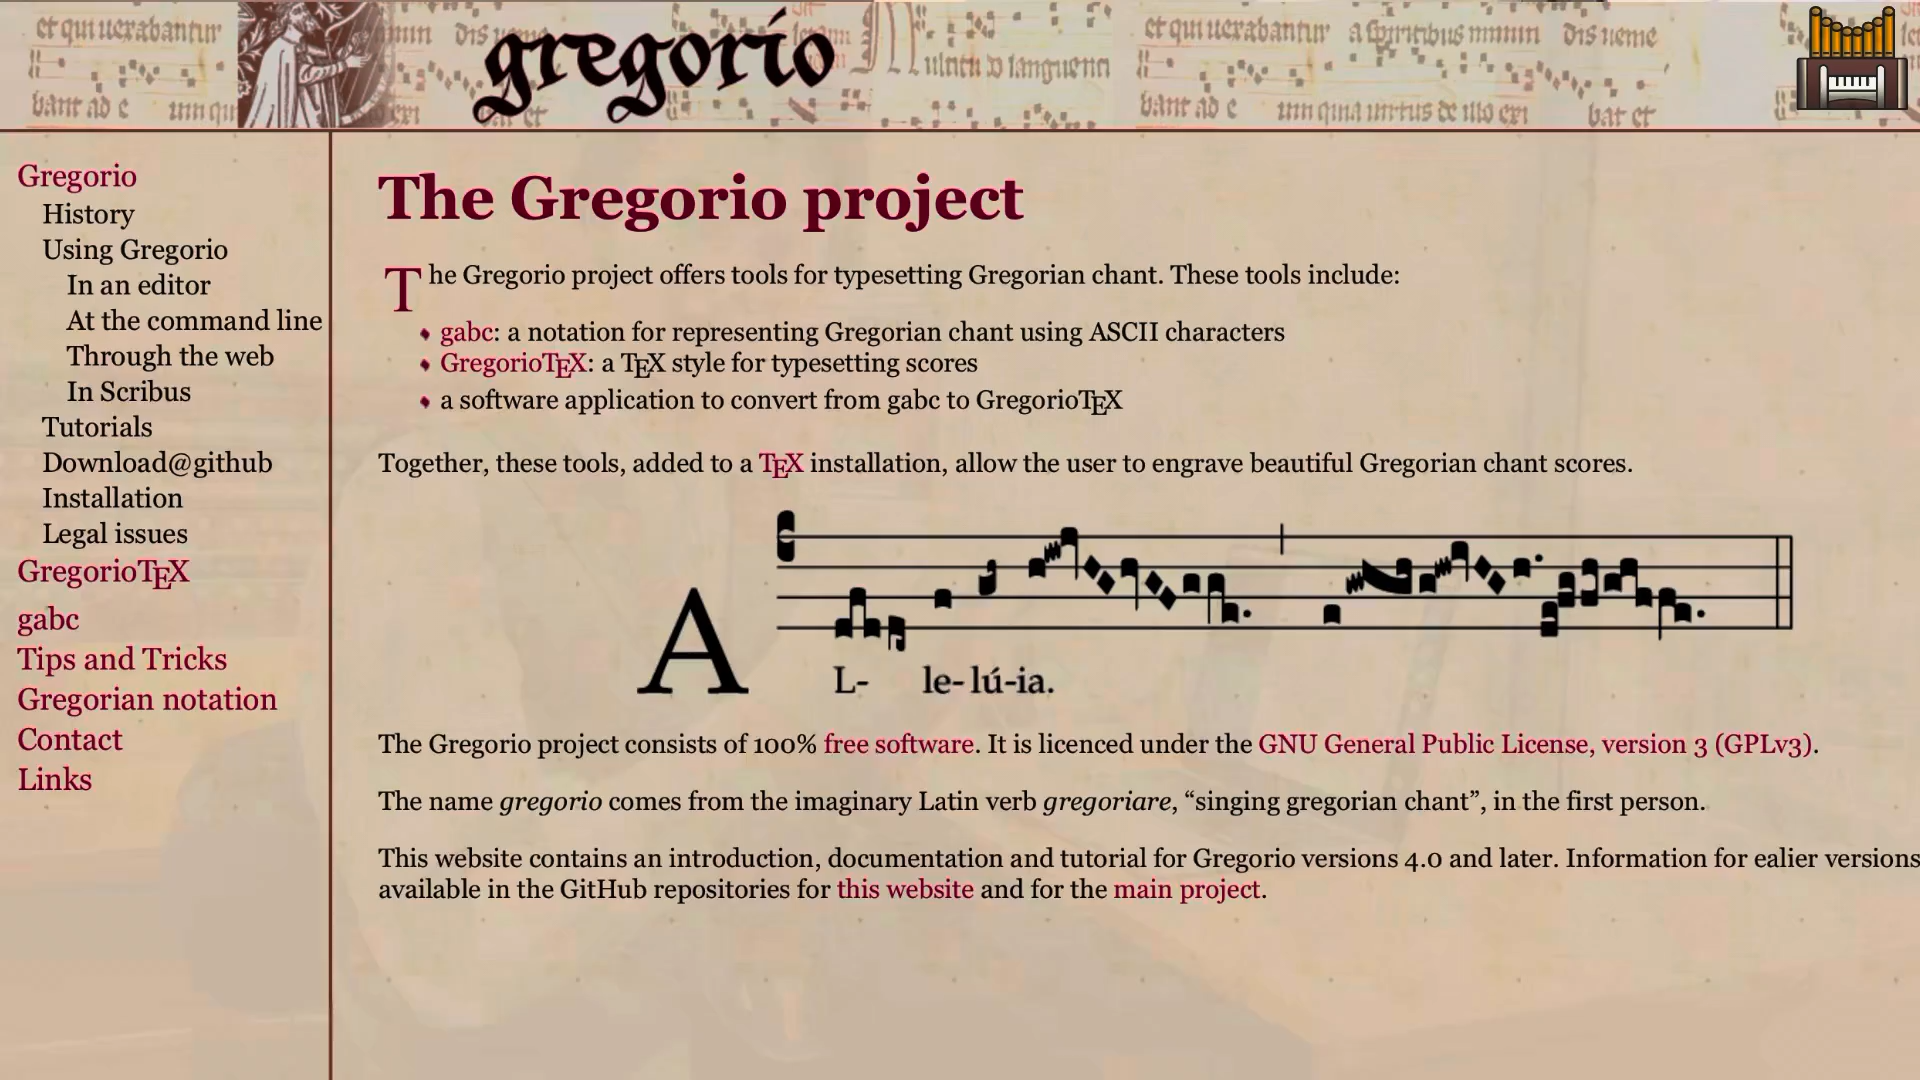 gregorio
et qui uexabantur
et qui uexabantur a spiritibus
Gregorio
History
Using Gregorio
In an editor
At the command line
Through the web
In Scribus
Tutorials
Download@github
Installation
Legal issues
GregorioTEX
gabc
Tips and Tricks
Gregorian notation
Contact
Links
The Gregorio project
The Gregorio project offers tools for typesetting Gregorian chant. These tools include:
• gabc: a notation for representing Gregorian chant using ASCII characters
• GregorioTEX: a TEX style for typesetting scores
• a software application to convert from gabc to GregorioTEX
Together, these tools, added to a TEX installation, allow the user to engrave beautiful Gregorian chant scores.
AL- le-lú-ia.
The Gregorio project consists of 100% free software. It is licenced under the GNU General Public License, version 3 (GPLv3).
The name gregorio comes from the imaginary Latin verb gregoriare, “singing gregorian chant”, in the first person.
This website contains an introduction, documentation and tutorial for Gregorio versions 4.0 and later. Information for ealier versions
available in the GitHub repositories for this website and for the main project.